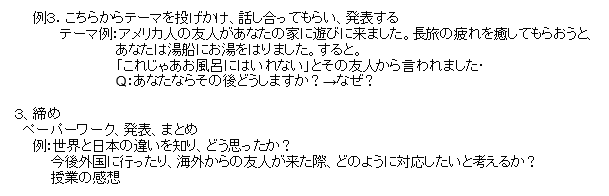 例３．こちらからテーマを投げかけ、話し合ってもらい、発表する
テーマ例：アメリカ人の友人があなたの家に遊びに来ました。長旅の疲れを癒してもらおうと、
あなたは湯船にお湯をはりました。すると。
「これじゃあお風呂にはいれない」とその友人から言われました・
Ｑ：あなたならその後どうしますか？→なぜ？
３、締め
ペーパーワーク、発表、まとめ
例：世界と日本の違いを知り、どう思ったか？
今後外国に行ったり、海外からの友人が来た際、どのように対応したいと考えるか？
授業の感想